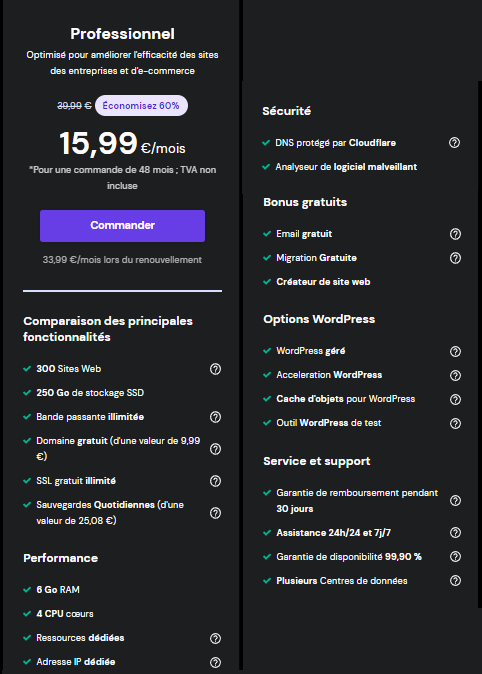 Professionnel
Optimisé pour améliorer l'efficacité des sites
des entreprises et d'e-commerce
39,99 € Économisez 60%
15,99 €/mois
*Pour une commande de 48 mois ; TVA non
incluse
Commander
33,99 €/mois lors du renouvellement
Comparaison des principales
fonctionnalités
300 Sites Web
250 Go de stockage SSD
Bande passante illimitée
Domaine gratuit (d'une valeur de 9,99
€)
SSL gratuit illimité
Sauvegardes Quotidiennes (d'une
valeur de 25,08 €)
Performance
6 Go RAM
4 CPU cœurs
Ressources dédiées
Adresse IP dédiée
Sécurité
DNS protégé par Cloudflare
Analyseur de logiciel malveillant
Bonus gratuits
Email gratuit
Migration Gratuite
Créateur de site web
Options WordPress
WordPress géré
Acceleration WordPress
Cache d'objets pour WordPress
Outil WordPress de test
Service et support
Garantie de remboursement pendant
30 jours
Assistance 24h/24 et 7j/7
Garantie de disponibilité 99,90 %
Plusieurs Centres de données